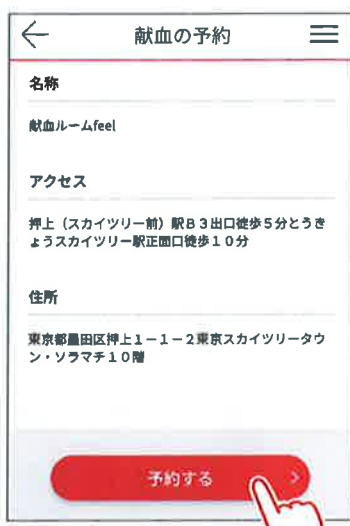 献血の予約
名称
献血ルームfeel
アクセス
押上（スカイツリー前）駅Ｂ３出口徒歩５分とうき
ょうスカイツリー駅正面口徒歩１０分
住所
東京都墨田区押上１－１－２東京スカイツリータウ
ン・ソラマチ１０階
予約する